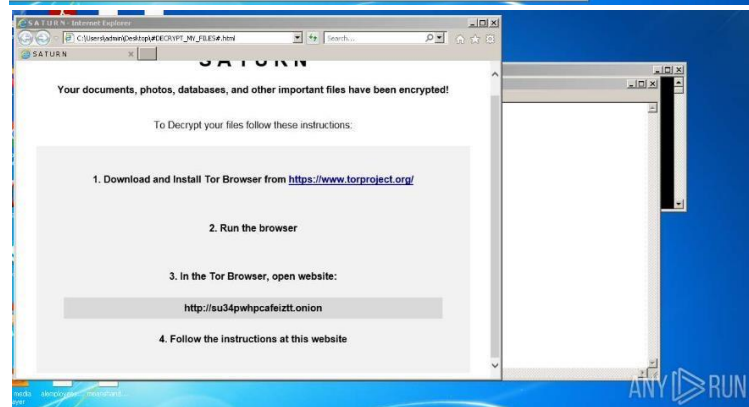 S A T U R N - Internet Explorer
C:\Users\admin\Desktop\#DECRYPT_MY_FILES#.html
Search...
SATURN
S A T U R N
Your documents, photos, databases, and other important files have been encrypted!
To Decrypt your files follow these instructions:
1. Download and Install Tor Browser from https://www.torproject.org/
2. Run the browser
3. In the Tor Browser, open website:
http://su34pwhpcafeiztt.onion
4. Follow the instructions at this website
ANY RUN